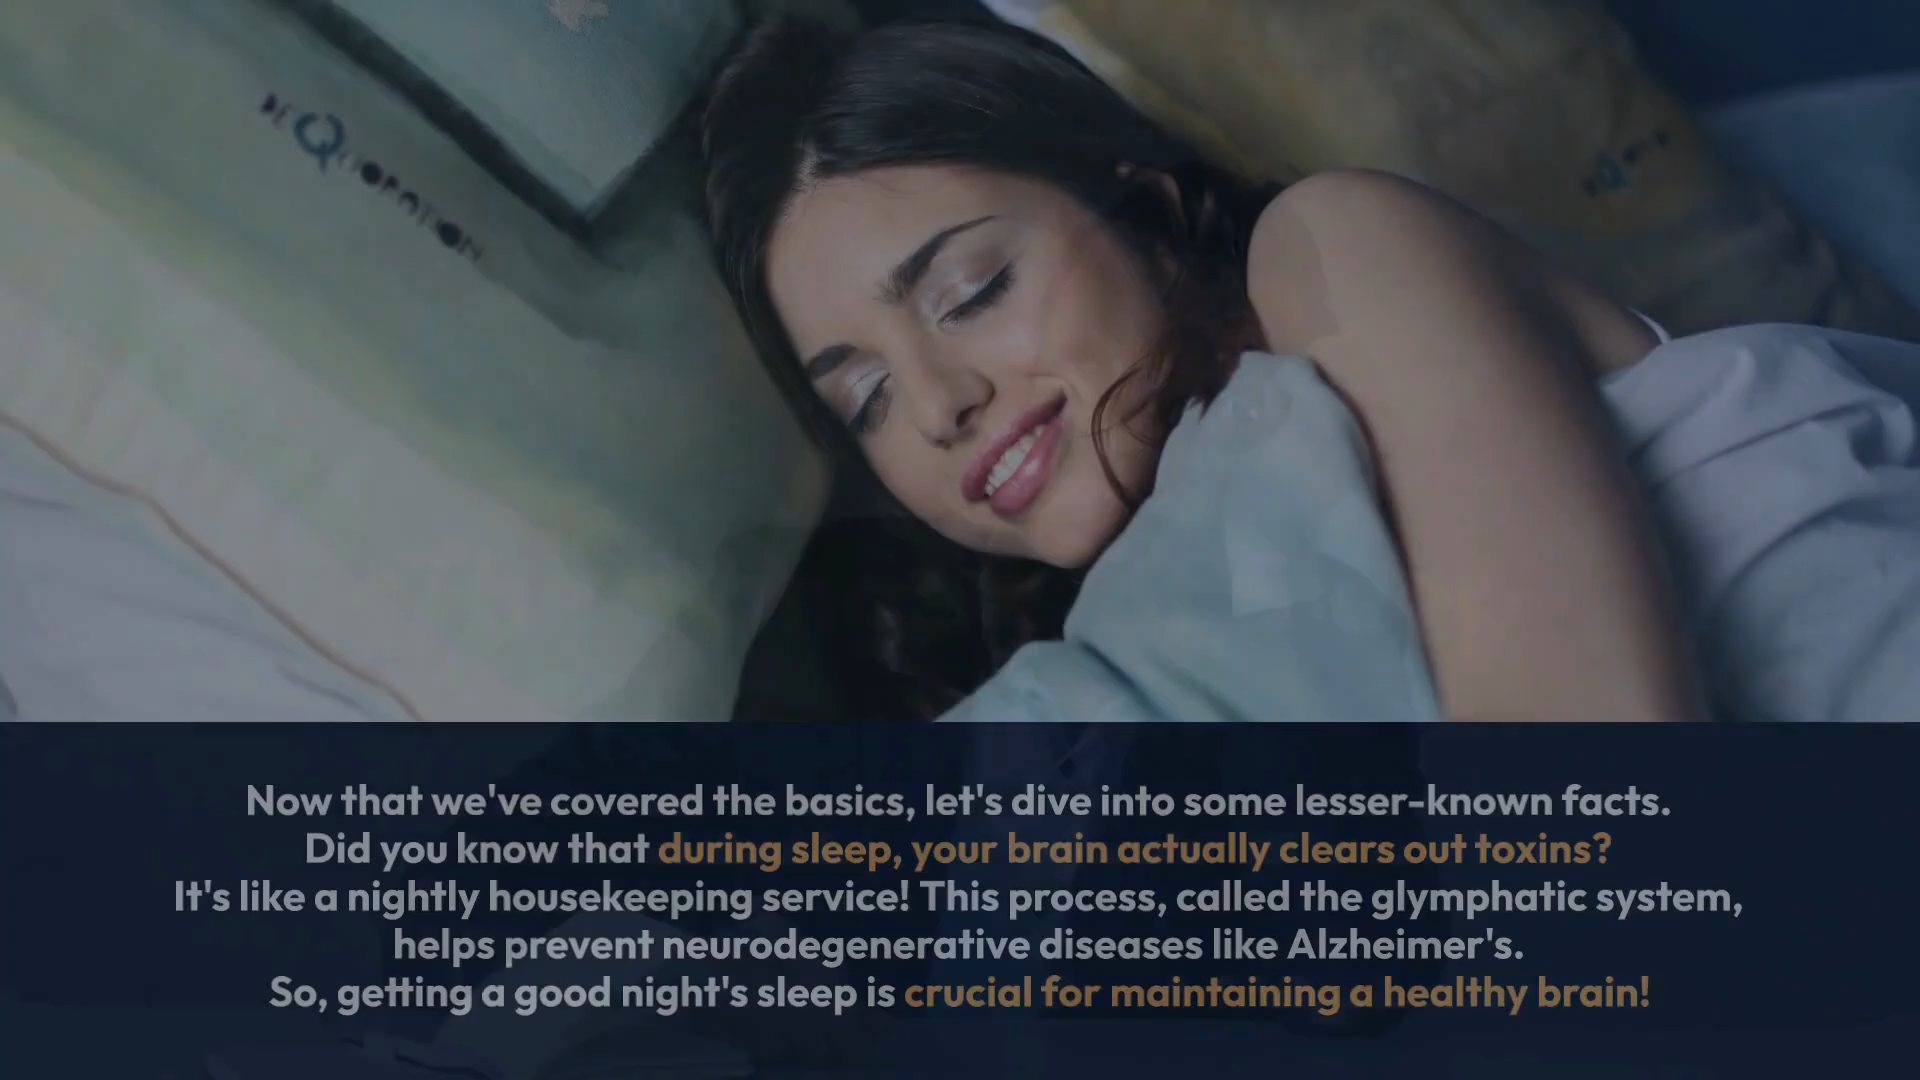 Now that we've covered the basics, let's dive into some lesser-known facts.
Did you know that during sleep, your brain actually clears out toxins?
It's like a nightly housekeeping service! This process, called the glymphatic system,
helps prevent neurodegenerative diseases like Alzheimer's.
So, getting a good night's sleep is crucial for maintaining a healthy brain!